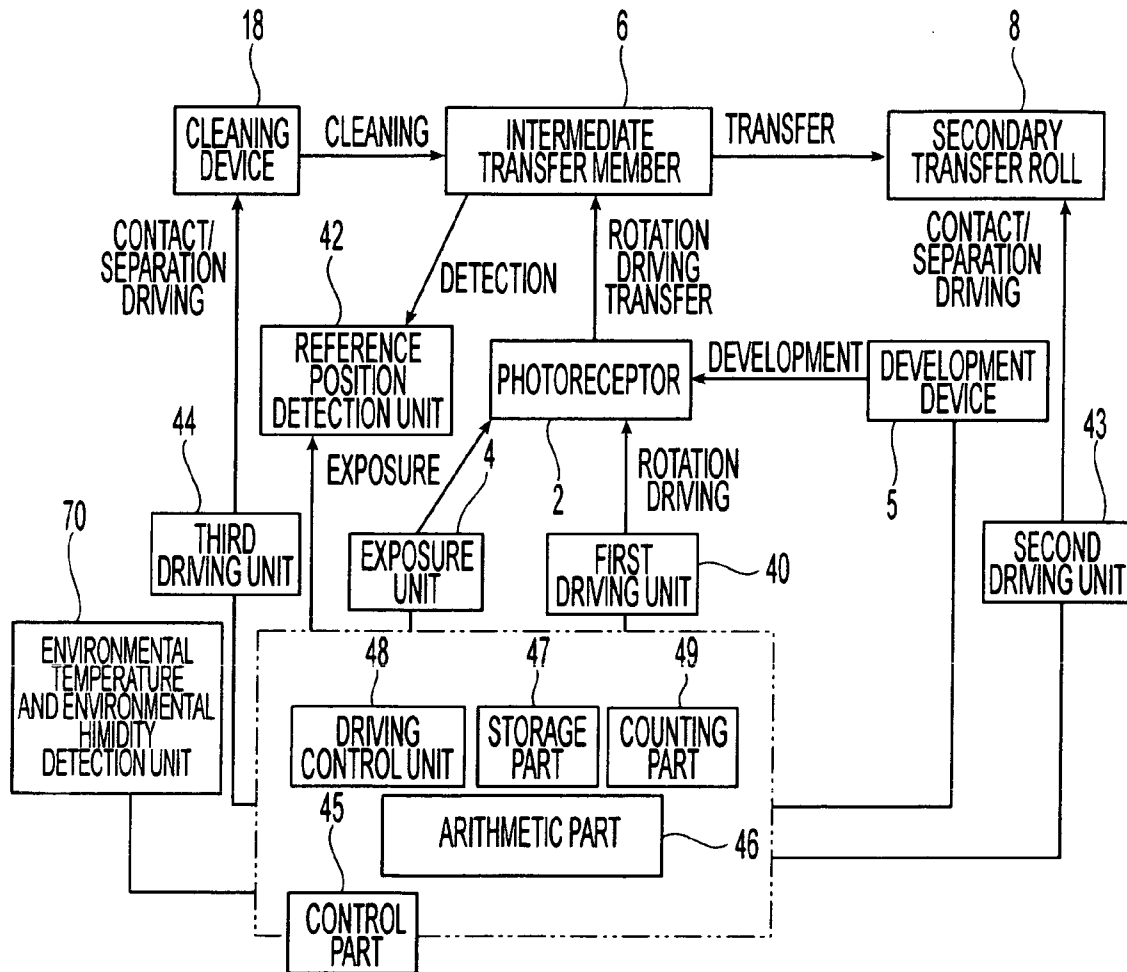 18
6
8
CLEANING
DEVICE
CLEANING
INTERMEDIATE
TRANSFER MEMBER
TRANSFER
SECONDARY
TRANSFER ROLL
CONTACT/
SEPARATION
DRIVING
42
DETECTION
ROTATION
DRIVING
TRANSFER
CONTACT/
SEPARATION
DRIVING
REFERENCE
POSITION
DETECTION UNIT
PHOTORECEPTOR
DEVELOPMENT
DEVELOPMENT
DEVICE
44
EXPOSURE
4
2
ROTATION
DRIVING
5
43
70
THIRD
DRIVING UNIT
EXPOSURE
UNIT
FIRST
DRIVING UNIT
40
SECOND
DRIVING UNIT
ENVIRONMENTAL
TEMPERATURE
AND ENVIRONMENTAL
HIMIDITY
DETECTION UNIT
48
47
49
DRIVING
CONTROL UNIT
STORAGE
PART
COUNTING
PART
45
ARITHMETIC PART
46
CONTROL
PART